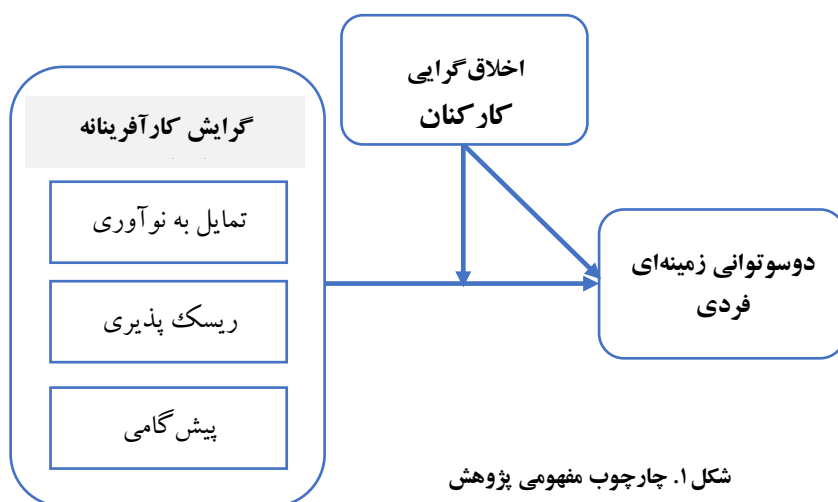 اخلاق‌گرایی
کارکنان
گرایش کارآفرینانه
تمایل به نوآوری
ریسک پذیری
پیش‌گامی
دوسوتوانی زمینه‌ای
فردی
شکل ۱. چارچوب مفهومی پژوهش